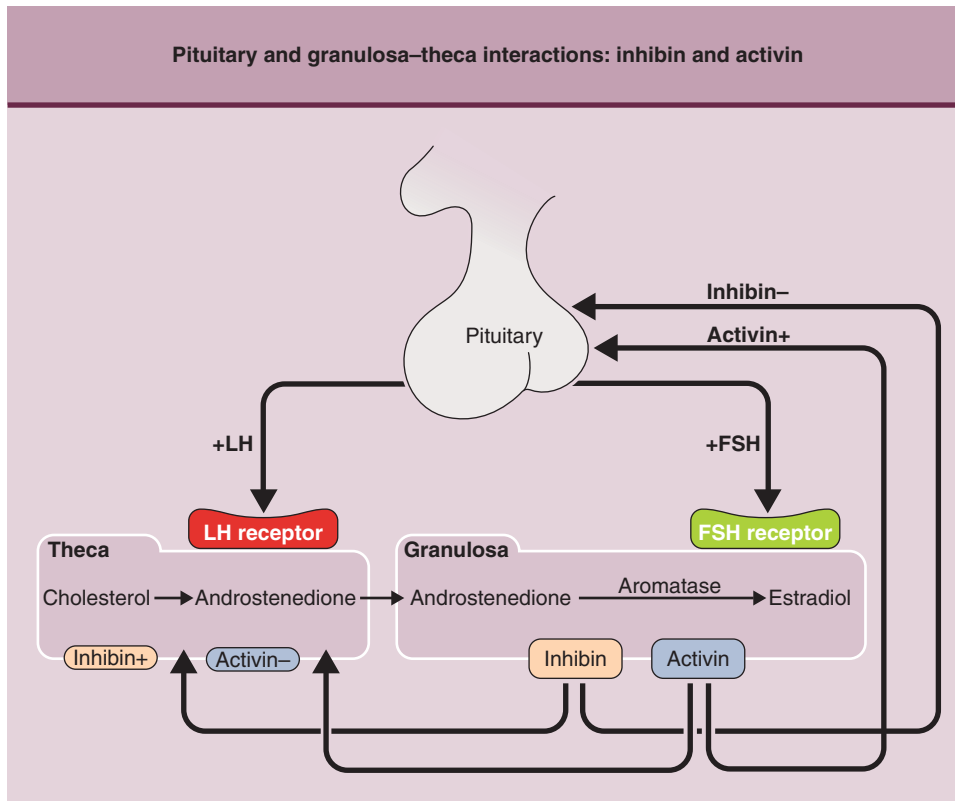 Pituitary and granulosa–theca interactions: inhibin and activin
Inhibin–
Pituitary
Activin+
+LH
+FSH
LH receptor
FSH receptor
Theca
Granulosa
Cholesterol
Androstenedione
Androstenedione
Aromatase
Estradiol
Inhibin+
Activin–
Inhibin
Activin